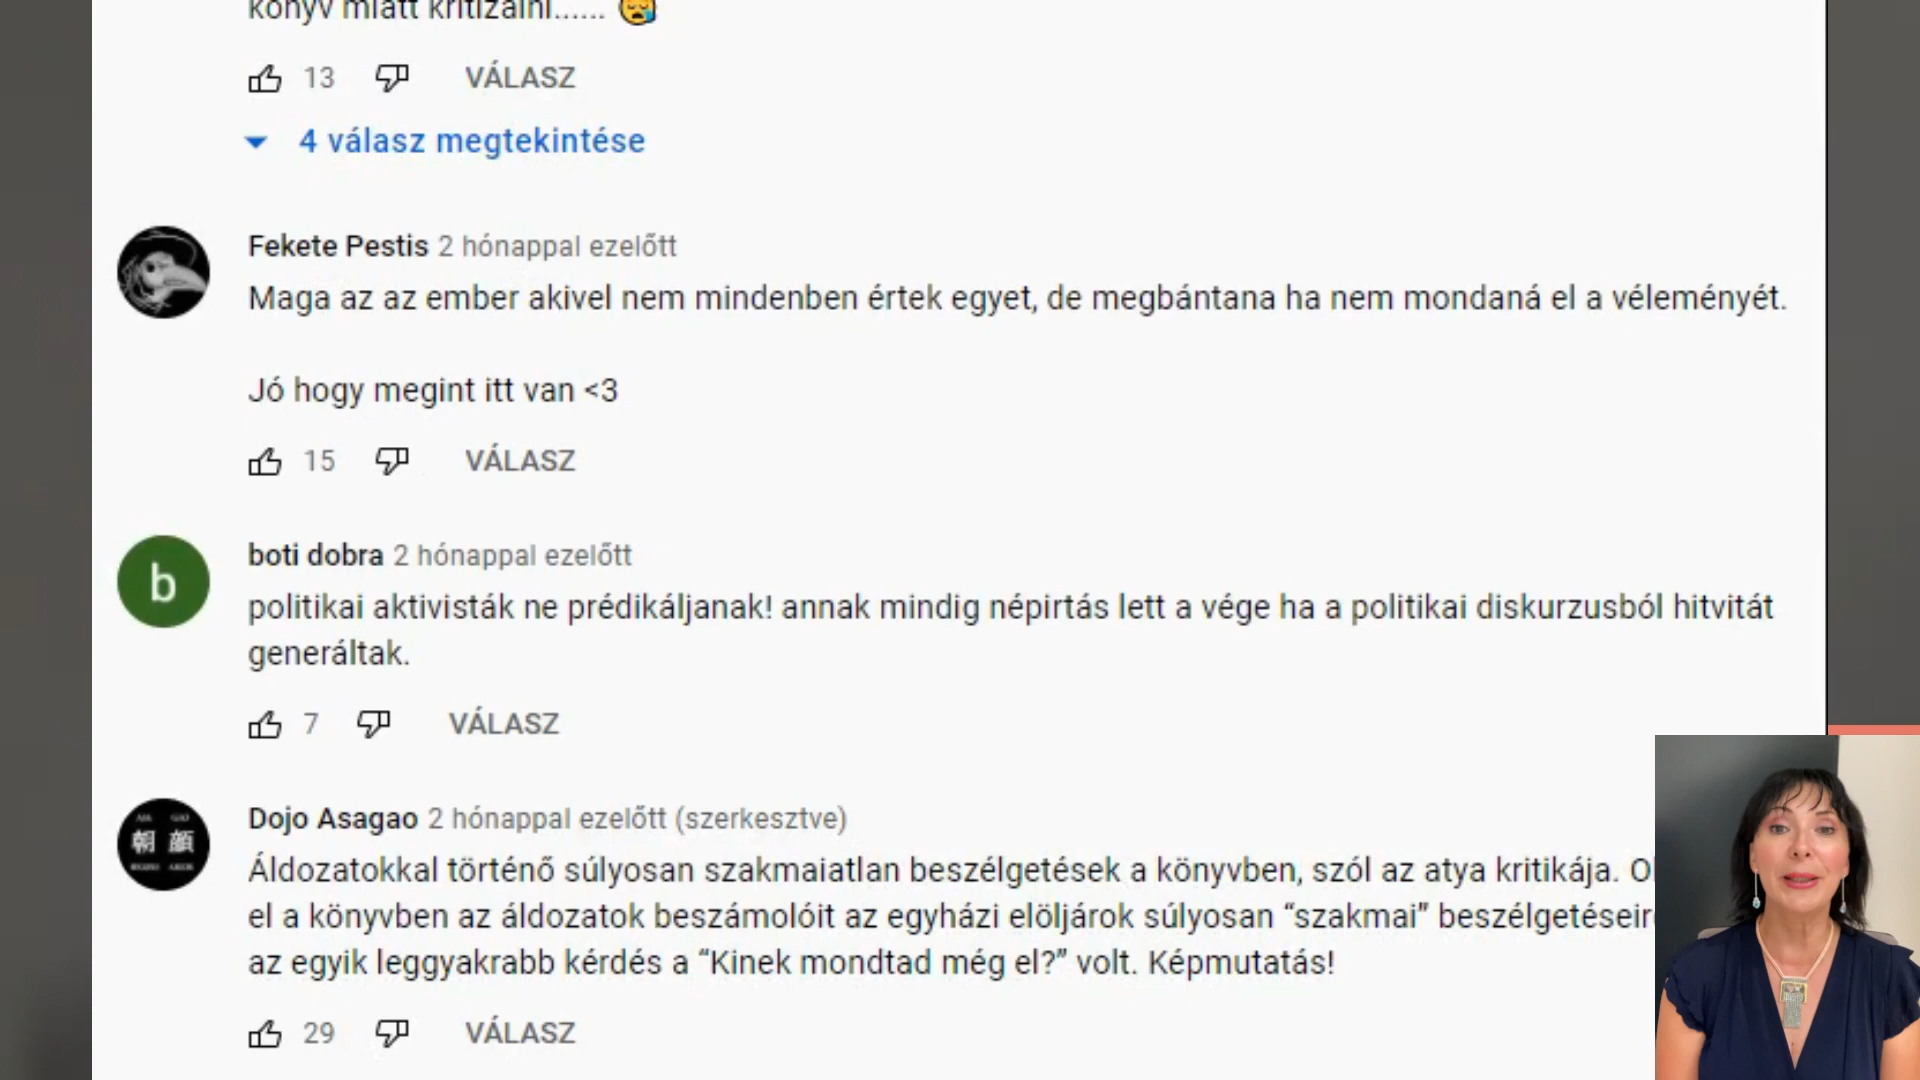 könyv miatt kritizálni......
13 VÁLASZ
4 válasz megtekintése
Fekete Pestis 2 hónappal ezelőtt
Maga az az ember akivel nem mindenben értek egyet, de megbántana ha nem mondaná el a véleményét.
Jó hogy megint itt van <3
15 VÁLASZ
b
boti dobra 2 hónappal ezelőtt
politikai aktivisták ne prédikáljanak! annak mindig népirtás lett a vége ha a politikai diskurzusból hitvitát
generáltak.
7 VÁLASZ
朝顔
Dojo Asagao 2 hónappal ezelőtt (szerkesztve)
Áldozatokkal történő súlyosan szakmaiatlan beszélgetések a könyvben, szól az atya kritikája.
el a könyvben az áldozatok beszámolóit az egyházi elöljárok súlyosan “szakmai”
az egyik leggyakrabb kérdés a “Kinek mondtad még el?” volt. Képmutatás!
29 VÁLASZ